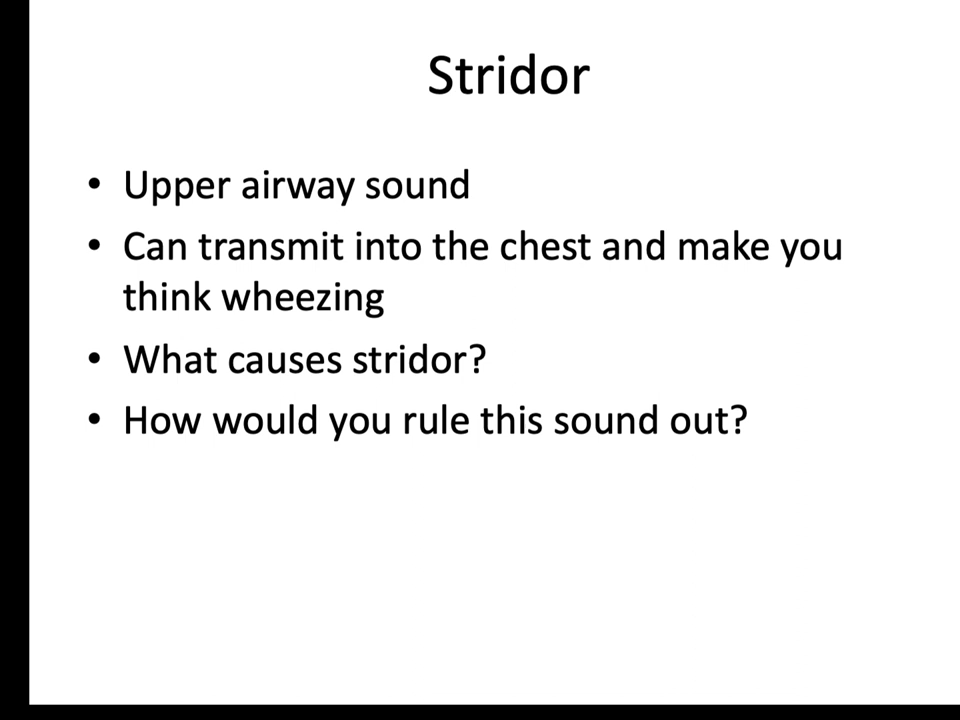 Stridor
• Upper airway sound
• Can transmit into the chest and make you
think wheezing
• What causes stridor?
• How would you rule this sound out?